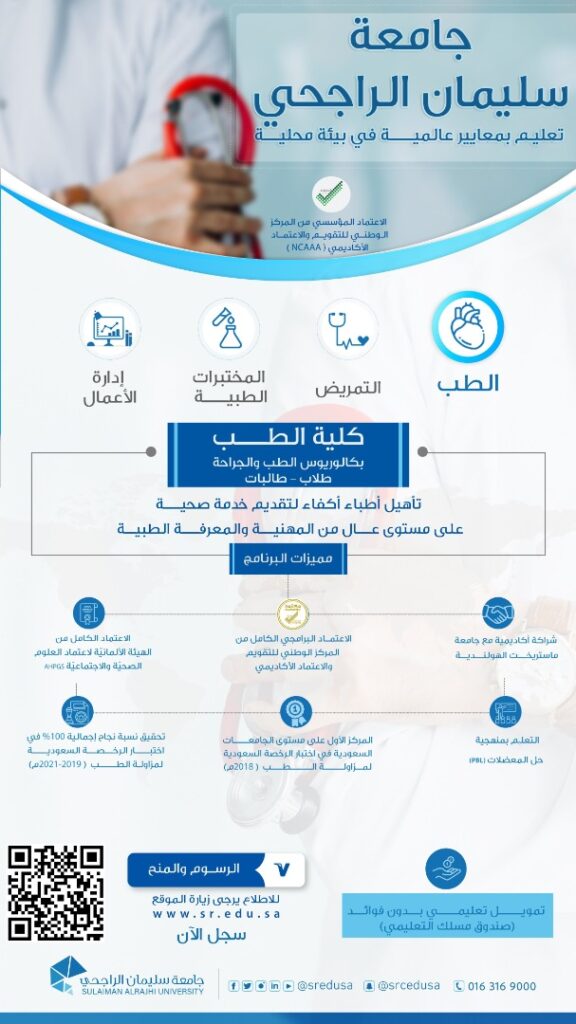 جامعة
سليمان الراجحي
تعليم بمعايير عالمية في بيئة محلية
الاعتماد المؤسسي من المركز
الوطني للتقويم والاعتماد
الأكاديمي (NCAAA)
الطب
التمريض
المختبرات
الطبية
إدارة
الأعمال
كلية الطب
بكالوريوس الطب والجراحة
طلاب - طالبات
تأهيل أطباء أكفاء لتقديم خدمة صحية
على مستوى عال من المهنية والمعرفة الطبية
مميزات البرنامج
شراكة أكاديمية مع جامعة
ماستريخت الهولندية
الاعتماد البرامجي الكامل من
المركز الوطني للتقويم
والاعتماد الأكاديمي
الاعتماد الكامل من
الهيئة الألمانية لاعتماد العلوم
الصحية والاجتماعية AHPGS
التعلم بمنهجية
حل المعضلات (PBL)
المركز الأول على مستوى الجامعات
السعودية في اختبار الرخصة السعودية
لمزاولة الطب (2018م)
تحقيق نسبة نجاح إجمالية 100% في
اختبار الرخصة السعودية
لمزاولة الطب (2019-2021م)
الرسوم والمنح
للاطلاع يرجى زيارة الموقع
www.sr.edu.sa
سجل الآن
تمويل تعليمي بدون فوائد
(صندوق مسلك التعليمي)
جامعة سليمان الراجحي
SULAIMAN ALRAJHI UNIVERSITY
@sredusa
@srcedusa
016 316 9000